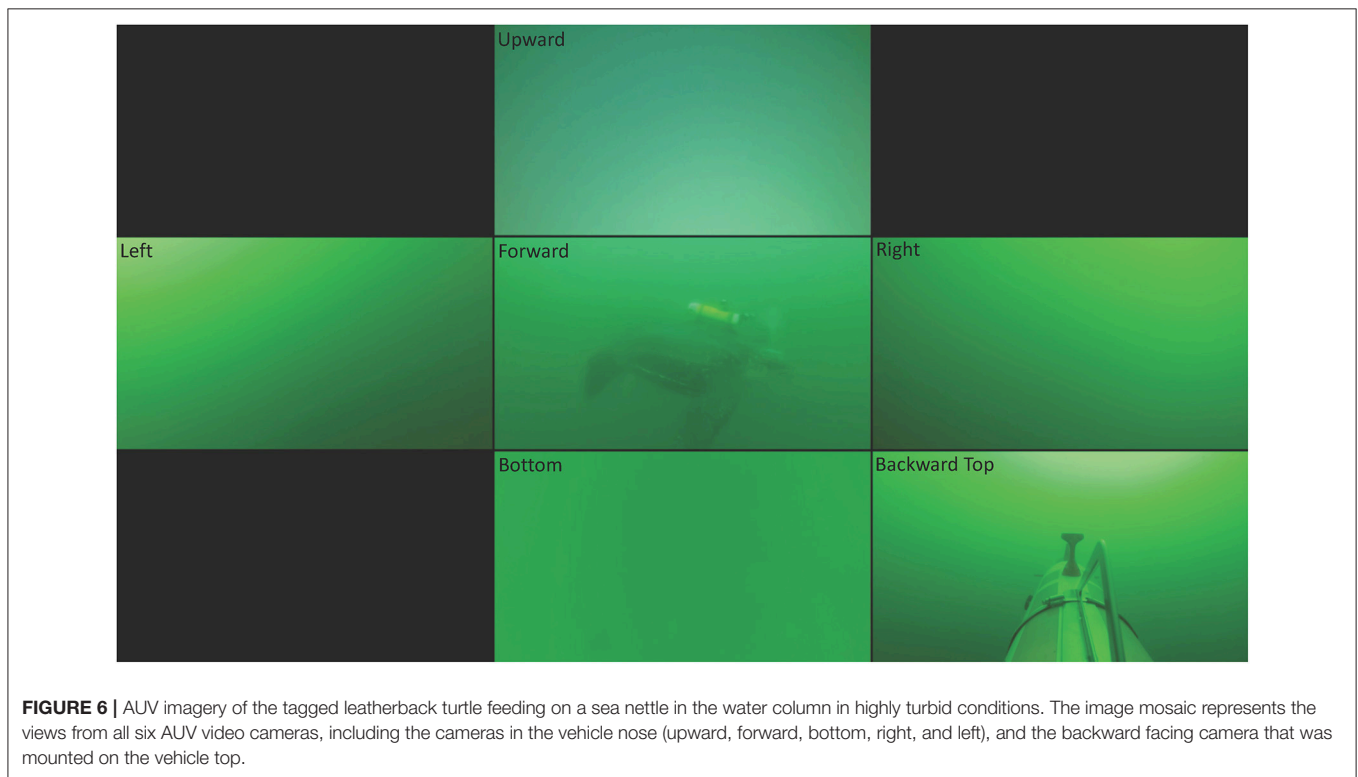 Upward
Left
Forward
Right
Bottom
Backward Top
FIGURE 6 | AUV imagery of the tagged leatherback turtle feeding on a sea nettle in the water column in highly turbid conditions. The image mosaic represents the
views from all six AUV video cameras, including the cameras in the vehicle nose (upward, forward, bottom, right, and left), and the backward facing camera that was
mounted on the vehicle top.